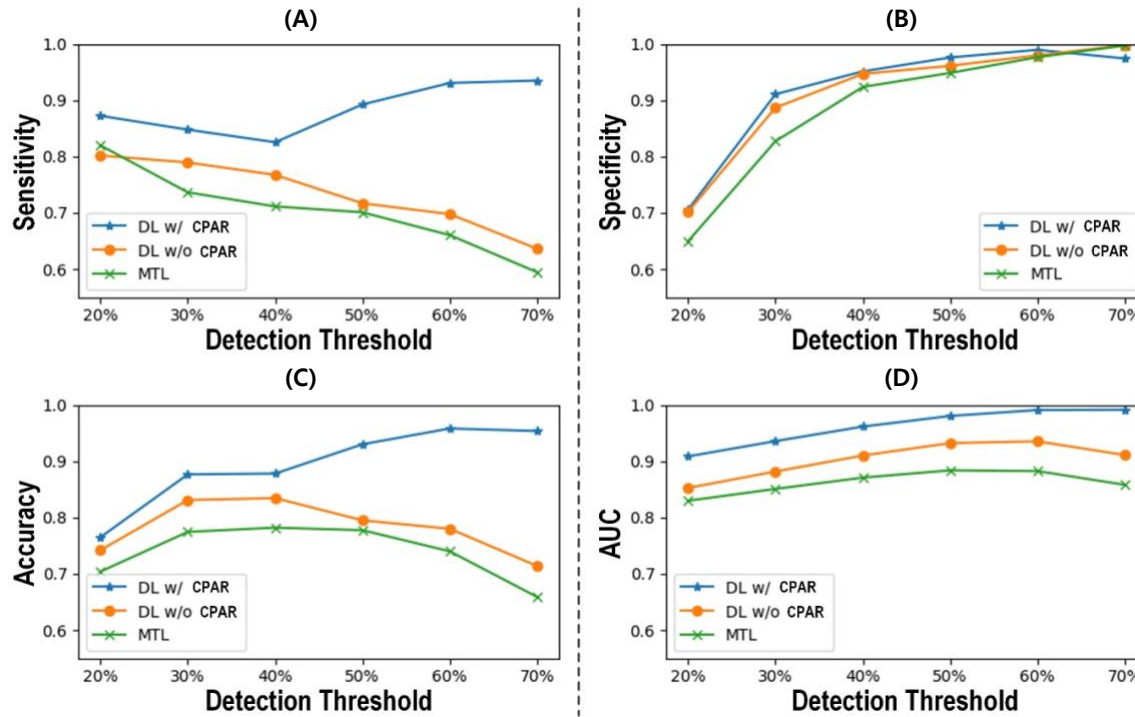 (A)
1.0
0.9
0.8
0.7
0.6
Sensitivity
DL w/ CPAR
DL w/o CPAR
MTL
20% 30% 40% 50% 60% 70%
Detection Threshold
(B)
1.0
0.9
0.8
0.7
0.6
Specificity
DL w/ CPAR
DL w/o CPAR
MTL
20% 30% 40% 50% 60% 70%
Detection Threshold
(C)
1.0
0.9
0.8
0.7
0.6
Accuracy
DL w/ CPAR
DL w/o CPAR
MTL
20% 30% 40% 50% 60% 70%
Detection Threshold
(D)
1.0
0.9
0.8
0.7
0.6
AUC
DL w/ CPAR
DL w/o CPAR
MTL
20% 30% 40% 50% 60% 70%
Detection Threshold